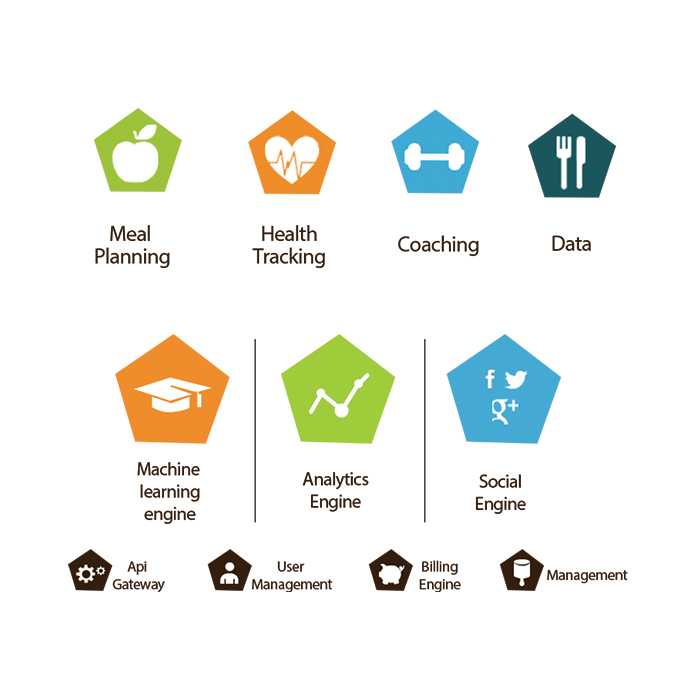 Meal
Planning
Health
Tracking
Coaching
Data
f
g+
Machine
learning
engine
Analytics
Engine
Social
Engine
Api
Gateway
User
Management
Billing
Engine
Management